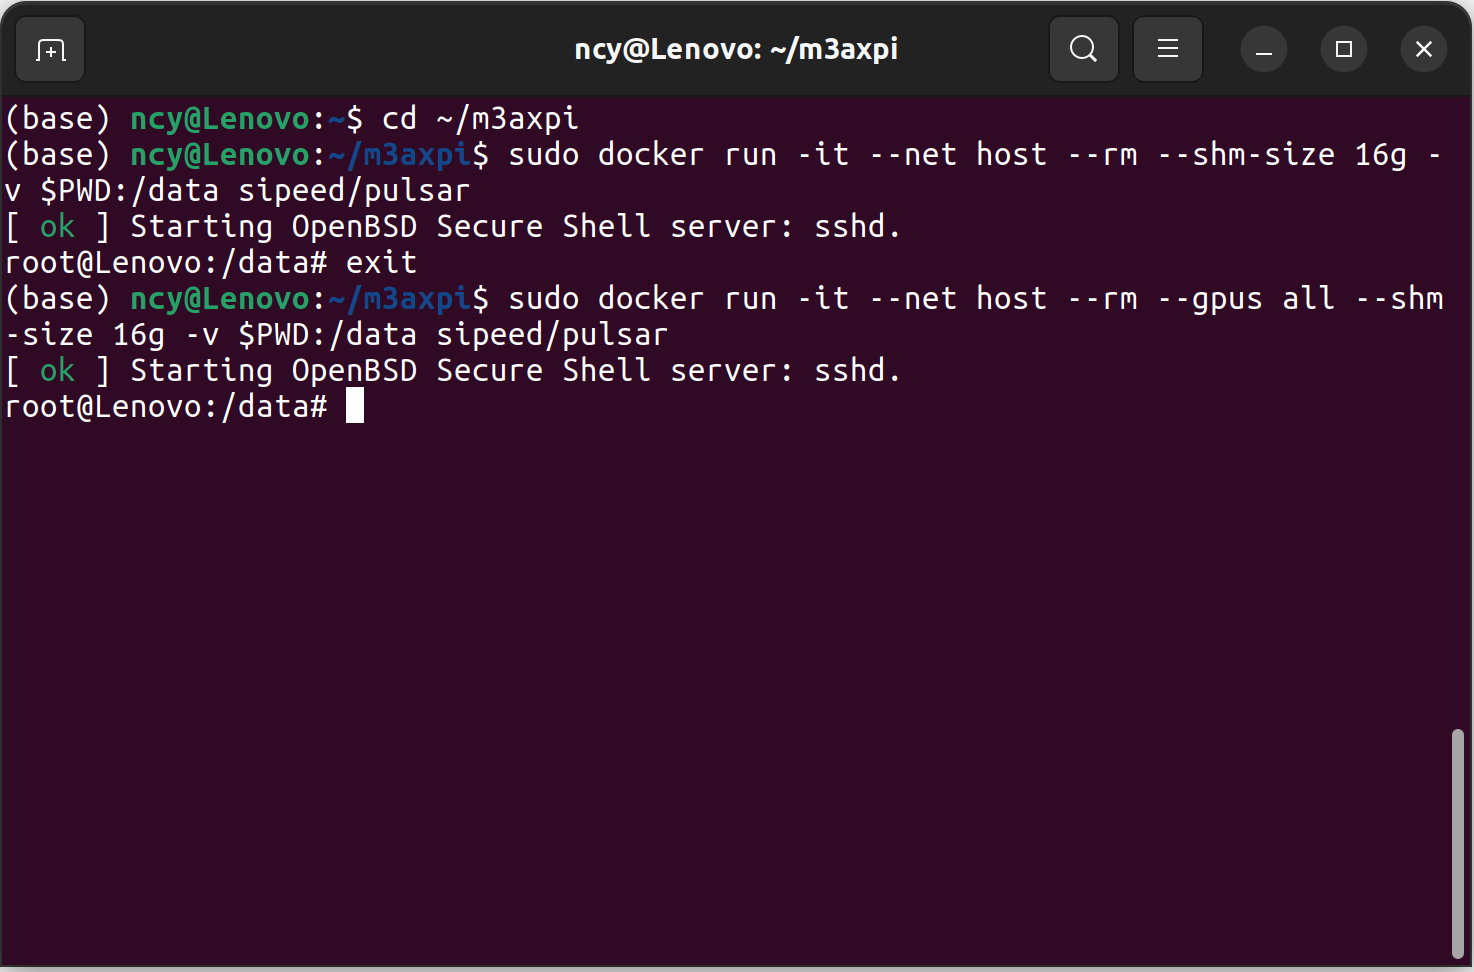 ncy@Lenovo: ~/m3axpi
(base) ncy@Lenovo:~$ cd ~/m3axpi
(base) ncy@Lenovo:~/m3axpi$ sudo docker run -it --net host --rm --shm-size 16g -
v $PWD:/data sipeed/pulsar
[ ok ] Starting OpenBSD Secure Shell server: sshd.
root@Lenovo:/data# exit
(base) ncy@Lenovo:~/m3axpi$ sudo docker run -it --net host --rm --gpus all --shm
-size 16g -v $PWD:/data sipeed/pulsar
[ ok ] Starting OpenBSD Secure Shell server: sshd.
root@Lenovo:/data#